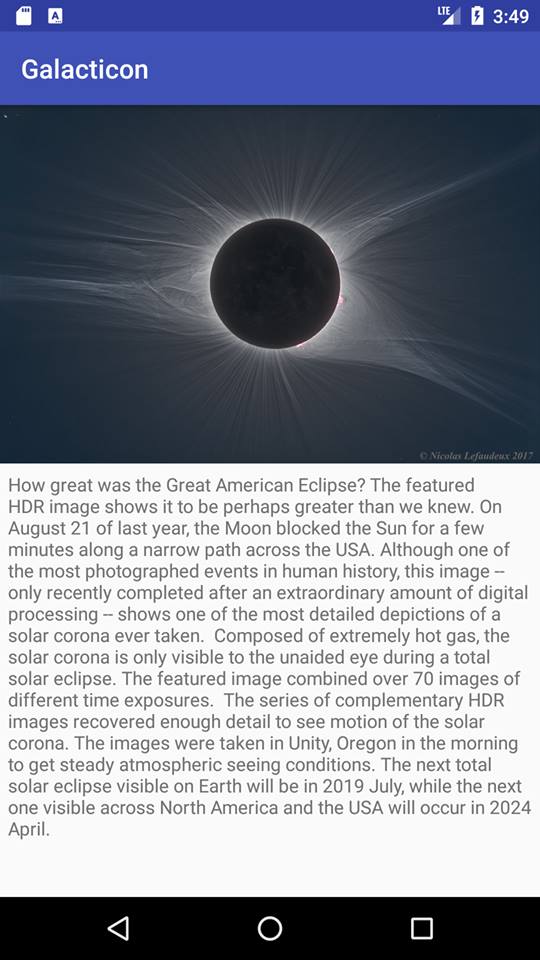 LTE 3:49
Galacticon
© Nicolas Lefaudeux 2017
How great was the Great American Eclipse? The featured
HDR image shows it to be perhaps greater than we knew. On
August 21 of last year, the Moon blocked the Sun for a few
minutes along a narrow path across the USA. Although one of
the most photographed events in human history, this image --
only recently completed after an extraordinary amount of digital
processing -- shows one of the most detailed depictions of a
solar corona ever taken.  Composed of extremely hot gas, the
solar corona is only visible to the unaided eye during a total
solar eclipse. The featured image combined over 70 images of
different time exposures.  The series of complementary HDR
images recovered enough detail to see motion of the solar
corona. The images were taken in Unity, Oregon in the morning
to get steady atmospheric seeing conditions. The next total
solar eclipse visible on Earth will be in 2019 July, while the next
one visible across North America and the USA will occur in 2024
April.